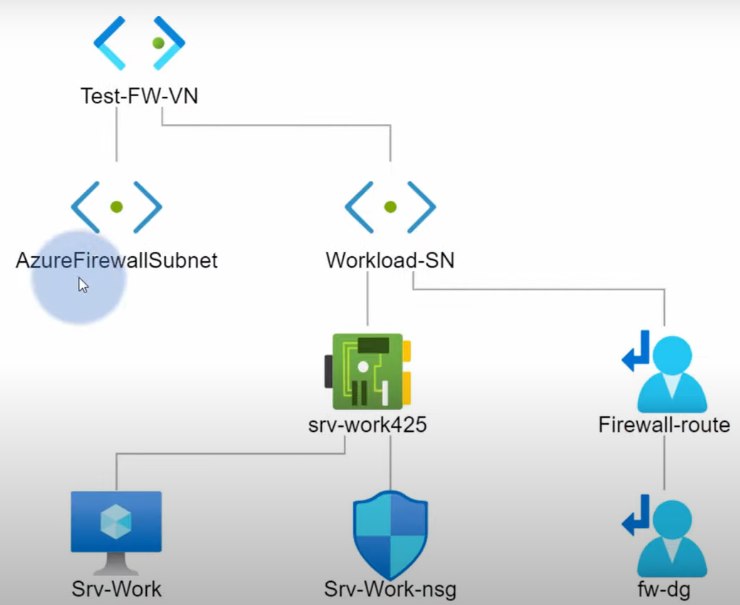 Test-FW-VN
AzureFirewallSubnet
Workload-SN
srv-work425
Firewall-route
Srv-Work
Srv-Work-nsg
fw-dg